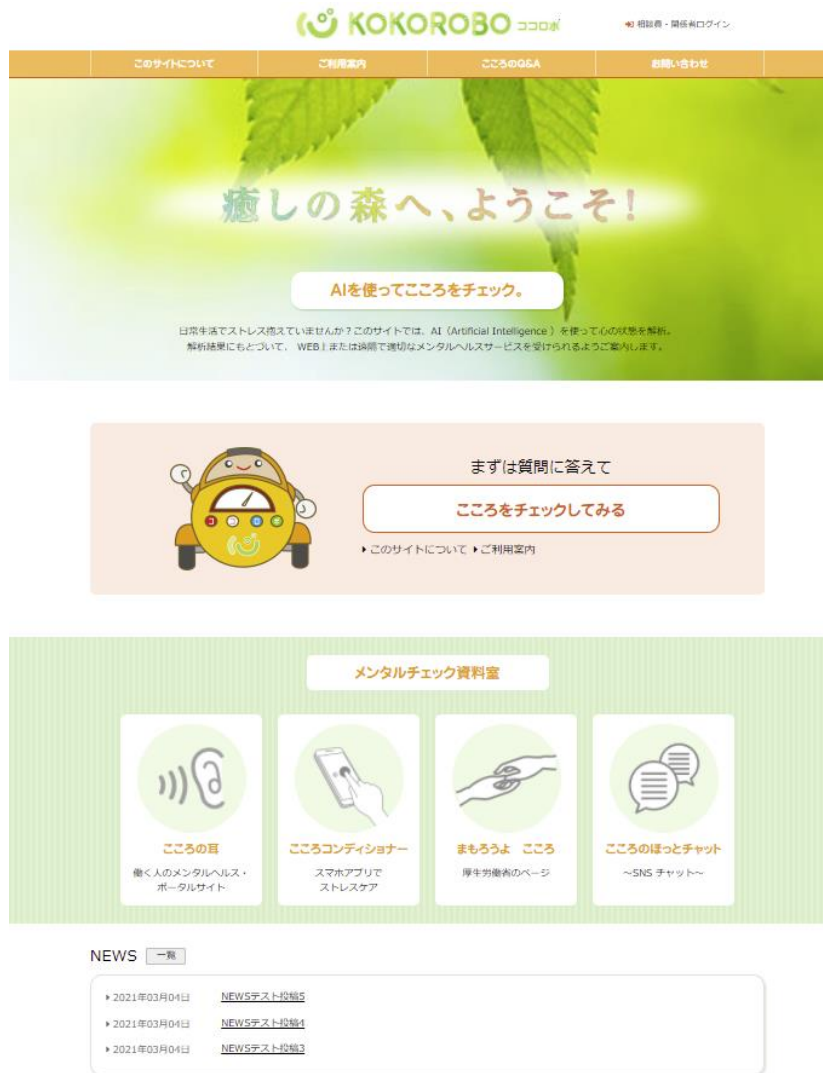 KOKOROBO ココロボ
相談員・関係者ログイン
このサイトについて
ご利用案内
こころのQ&A
お問い合わせ
癒しの森へ、ようこそ!
AIを使ってこころをチェック。
日常生活でストレス抱えていませんか?このサイトでは、AI(Artificial Intelligence )を使って心の状態を解析。
解析結果にもとづいて、 WEB上または遠隔で適切なメンタルヘルスサービスを受けられるようご案内します。
まずは質問に答えて
こころをチェックしてみる
このサイトについて ご利用案内
コ コ ロ ボ
メンタルチェック資料室
こころの耳
働く人のメンタルヘルス・
ポータルサイト
こころコンディショナー
スマホアプリで
ストレスケア
まもろうよ こころ
厚生労働省のページ
こころのほっとチャット
~SNS チャット~
NEWS 一覧
2021年03月04日 NEWSテスト投稿5
2021年03月04日 NEWSテスト投稿4
2021年03月04日 NEWSテスト投稿3